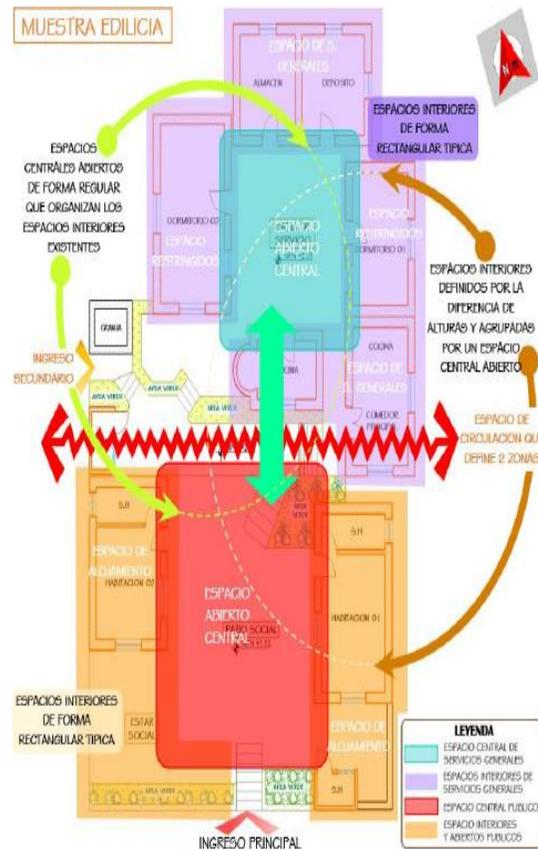 MUESTRA EDILICIA
ESPACIO DE S.
GENERALES
ALMACEN
DEPOSITO
N
ESPACIOS INTERIORES
DE FORMA
RECTANGULAR TIPICA
ESPACIOS
CENTRALES ABIERTOS
DE FORMA REGULAR
QUE ORGANIZAN LOS
ESPACIOS INTERIORES
EXISTENTES
DORMITORIO 02
ESPACIO
RESTRINGIDOS
ESPACIO
ABIERTO
CENTRAL
ESPACIO
RESTRINGIDOS
DORMITORIO 01
ESPACIOS INTERIORES
DEFINIDOS POR LA
DIFERENCIA DE
ALTURAS Y AGRUPADAS
POR UN ESPACIO
CENTRAL ABIERTO
GRANJA
INGRESO
SECUNDARIO
AREA VERDE
AREA VERDE
AREA VERDE
COCINA
ESPACIO DE
S. GENERALES
COMEDOR
PRINCIPAL
ESPACIO DE
CIRCULACION QUE
DEFINE 2 ZONAS
S.H
ESPACIO DE
ALOJAMIENTO
HABITACION 02
AREA
VERDE
S.H
HABITACION 01
ESPACIO
ABIERTO
CENTRAL
PATIO SOCIAL
ESPACIOS INTERIORES
DE FORMA
RECTANGULAR TIPICA
ESTAR
SOCIAL
ESPACIO DE
ALOJAMIENTO
S.H
AREA VERDE
AREA VERDE
INGRESO PRINCIPAL
LEYENDA
ESPACIO CENTRAL DE
SERVICIOS GENERALES
ESPACIOS INTERIORES DE
SERVICIOS GENERALES
ESPACIO CENTRAL PUBLICO
ESPACIO INTERIORES
Y ABIERTOS PUBLICOS